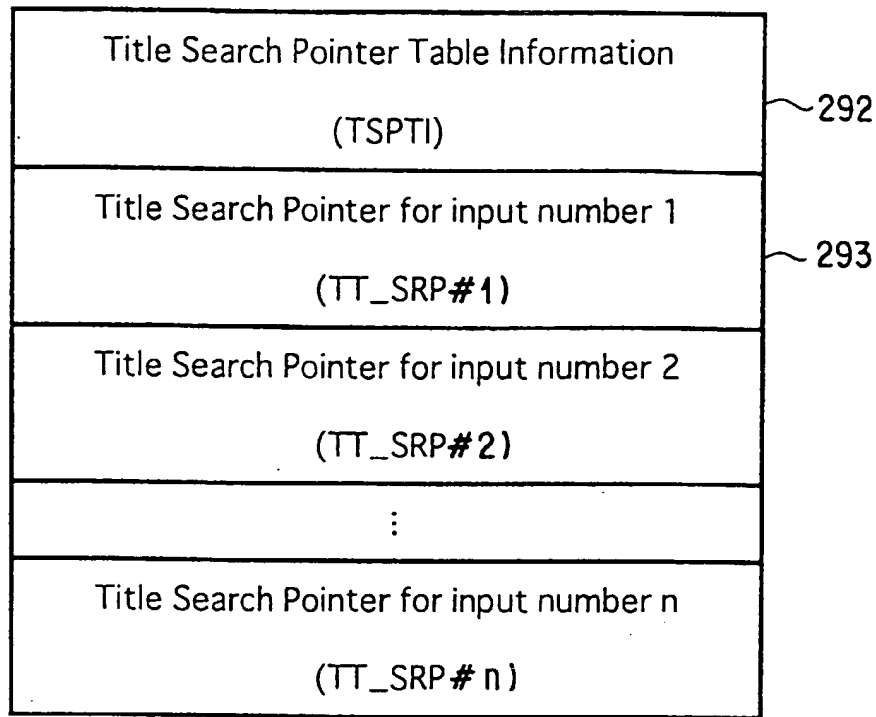 Title Search Pointer Table Information
(TSPTI)
292
Title Search Pointer for input number 1
(TT_SRP#1)
293
Title Search Pointer for input number 2
(TT_SRP#2)
⋮
Title Search Pointer for input number n
(TT_SRP#n)